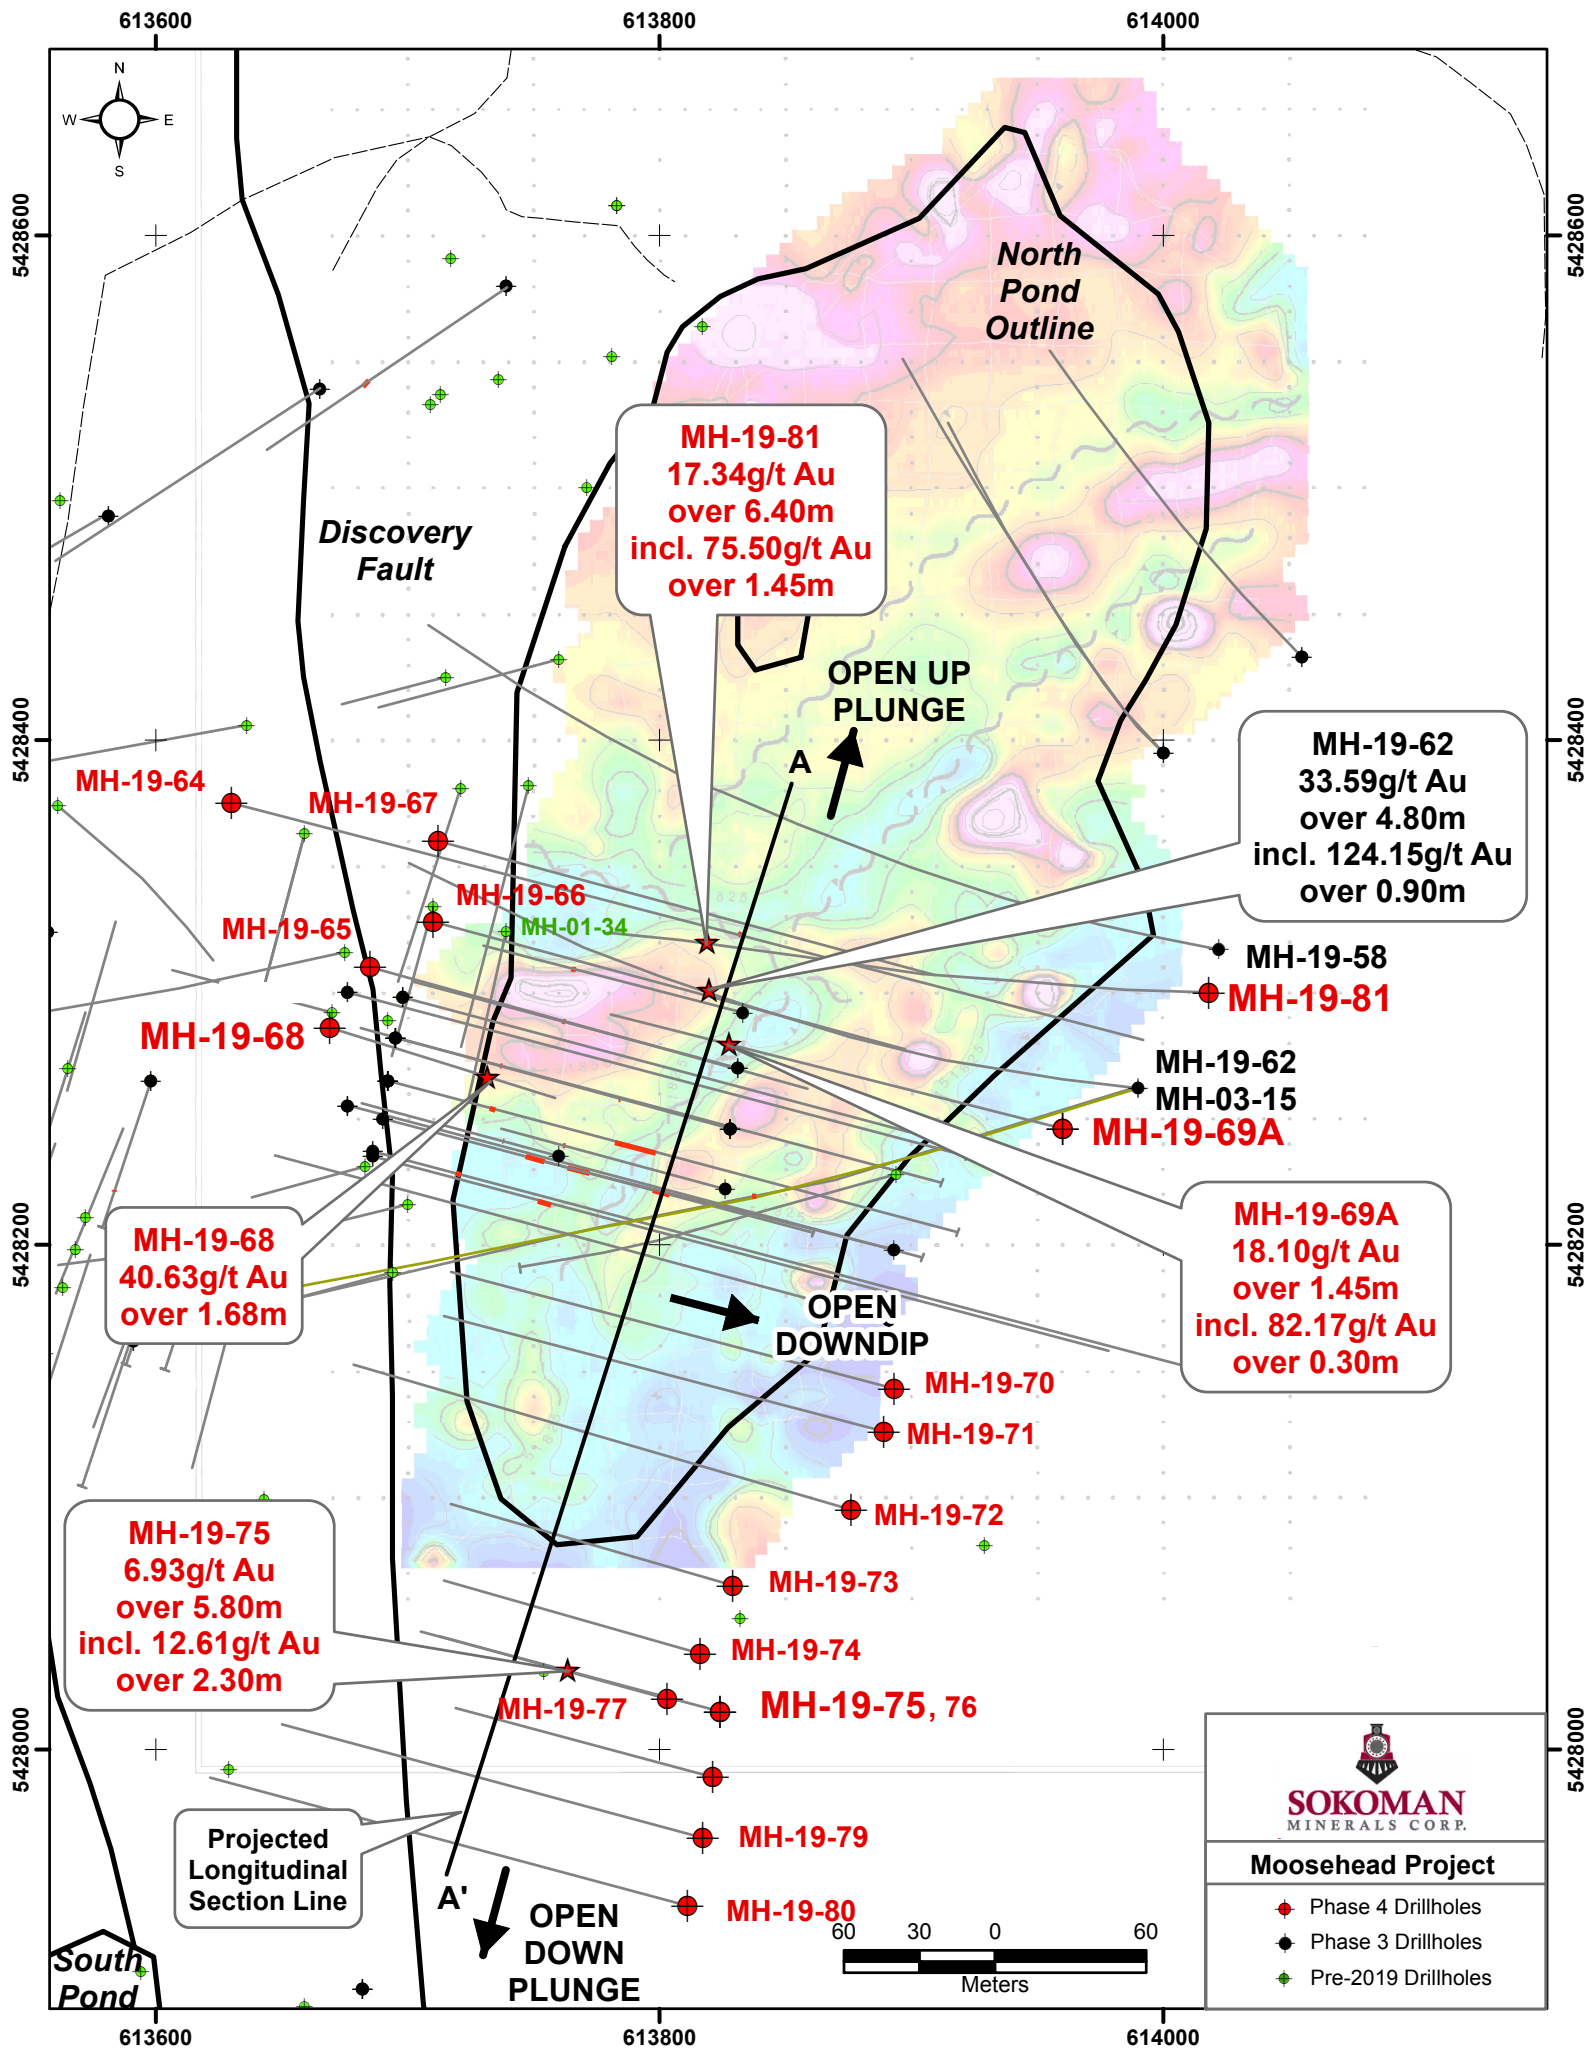 613600
613800
614000
N
W
E
S
5428600
5428600
North
Pond
Outline
MH-19-81
17.34g/t Au
over 6.40m
incl. 75.50g/t Au
over 1.45m
Discovery
Fault
OPEN UP
PLUNGE
A
5428400
5428400
MH-19-62
33.59g/t Au
over 4.80m
incl. 124.15g/t Au
over 0.90m
MH-19-64
MH-19-67
MH-19-66
MH-01-34
MH-19-65
MH-19-58
MH-19-81
MH-19-68
MH-19-62
MH-03-15
MH-19-69A
MH-19-68
40.63g/t Au
over 1.68m
MH-19-69A
18.10g/t Au
over 1.45m
incl. 82.17g/t Au
over 0.30m
5428200
5428200
OPEN
DOWNDIP
MH-19-70
MH-19-71
MH-19-72
MH-19-75
6.93g/t Au
over 5.80m
incl. 12.61g/t Au
over 2.30m
MH-19-73
MH-19-74
MH-19-77
MH-19-75, 76
5428000
5428000
MH-19-79
Projected
Longitudinal
Section Line
A'
MH-19-80
OPEN
DOWN
PLUNGE
60 30 0 60
Meters
South
Pond
SOKOMAN
MINERALS CORP.
Moosehead Project
Phase 4 Drillholes
Phase 3 Drillholes
Pre-2019 Drillholes
613600
613800
614000